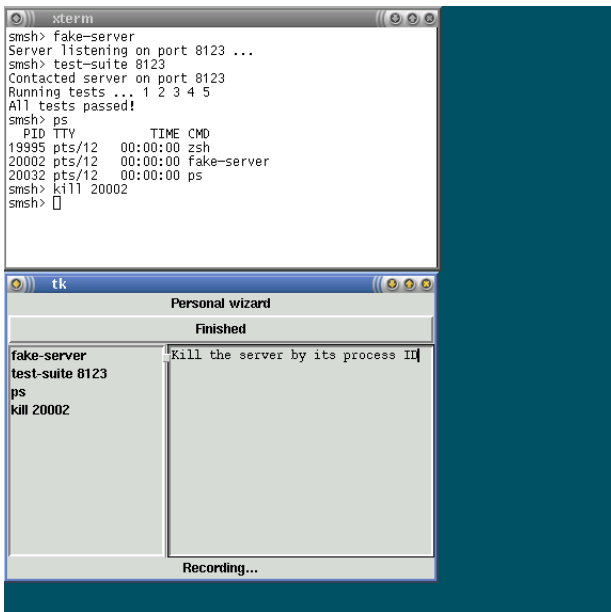 xterm
smsh> fake-server
Server listening on port 8123 ...
smsh> test-suite 8123
Contacted server on port 8123
Running tests ... 1 2 3 4 5
All tests passed!
smsh> ps
  PID TTY          TIME CMD
19995 pts/12   00:00:00 zsh
20002 pts/12   00:00:00 fake-server
20032 pts/12   00:00:00 ps
smsh> kill 20002
smsh>
tk
Personal wizard
Finished
fake-server
test-suite 8123
ps
kill 20002
Kill the server by its process ID
Recording...